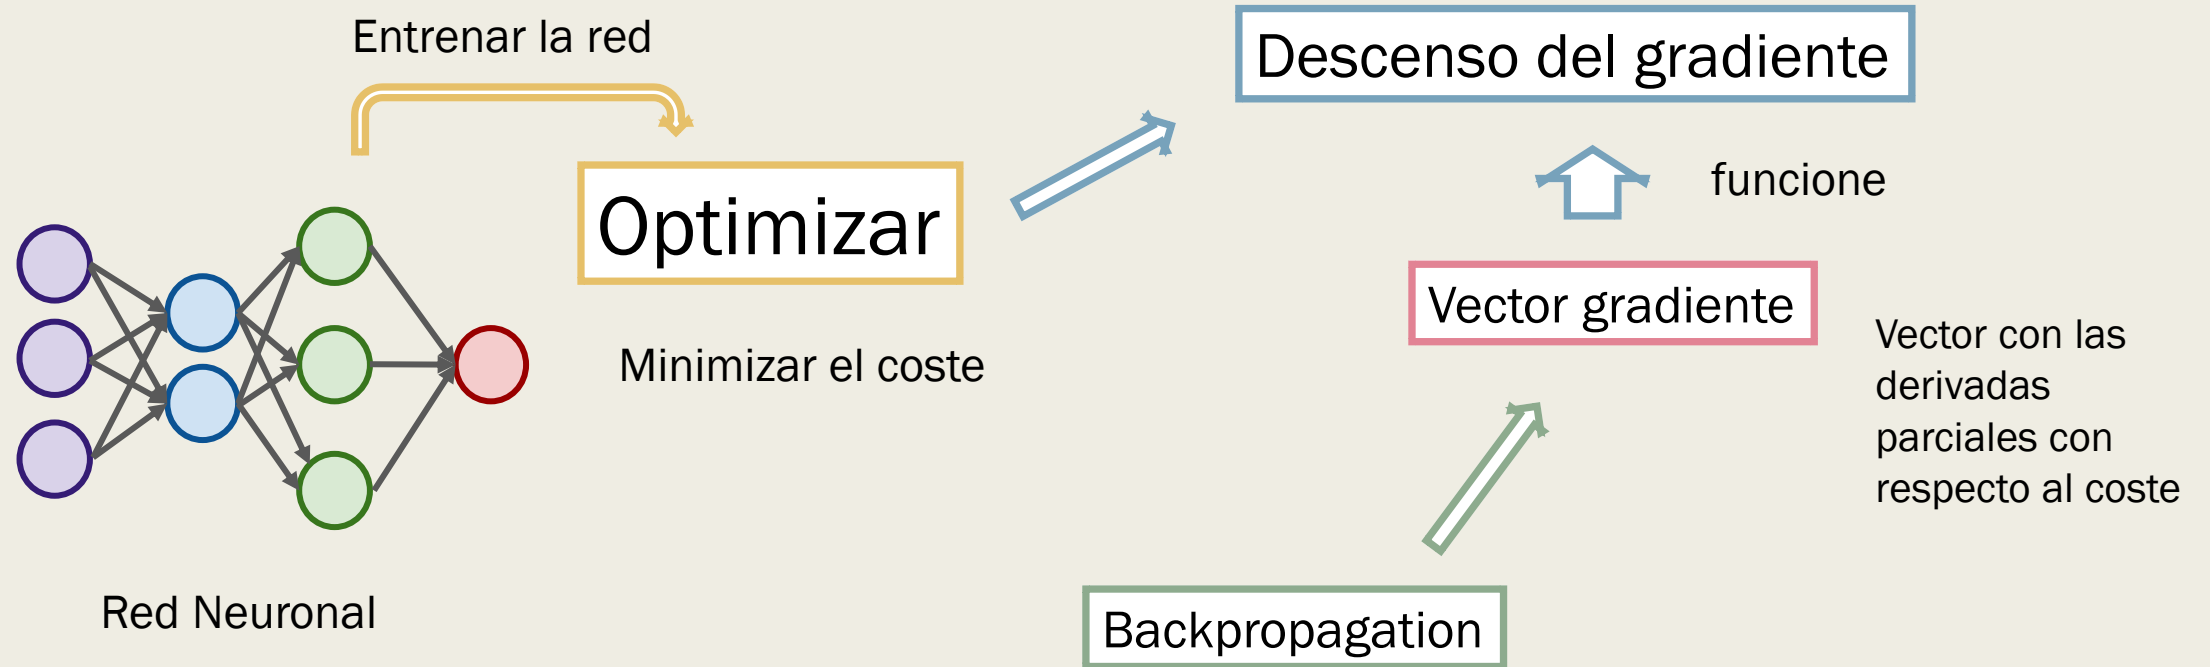 Entrenar la red
Descenso del gradiente
Optimizar
funcione
Vector gradiente
Minimizar el coste
Vector con las
derivadas
parciales con
respecto al coste
Red Neuronal
Backpropagation